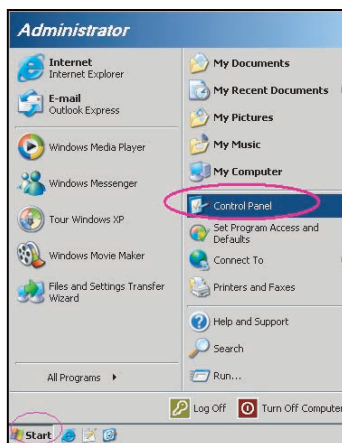 Administrator
Internet
Internet Explorer
E-mail
Outlook Express
Windows Media Player
Windows Messenger
Tour Windows XP
Windows Movie Maker
Files and Settings Transfer
Wizard
All Programs
My Documents
My Recent Documents
My Pictures
My Music
My Computer
Control Panel
Set Program Access and
Defaults
Connect To
Printers and Faxes
Help and Support
Search
Run...
Log Off
Turn Off Computer
Start